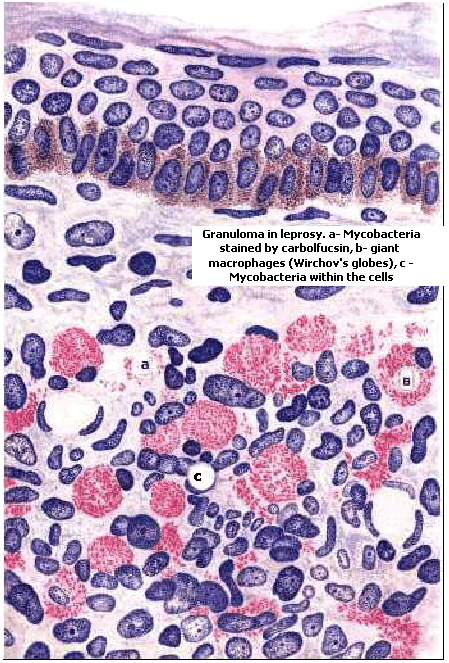 Granuloma in leprosy. a- Mycobacteria
stained by carbolfucsin, b- giant
macrophages (Wirchov's globes), c -
Mycobacteria within the cells
a
в
c